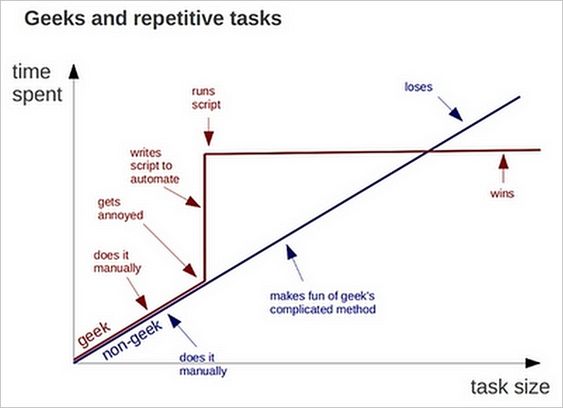 Geeks and repetitive tasks
time
spent
loses
runs
script
writes
script to
automate
gets
annoyed
wins
does it
manually
makes fun of geek's
complicated method
geek
non-geek
does it
manually
task size